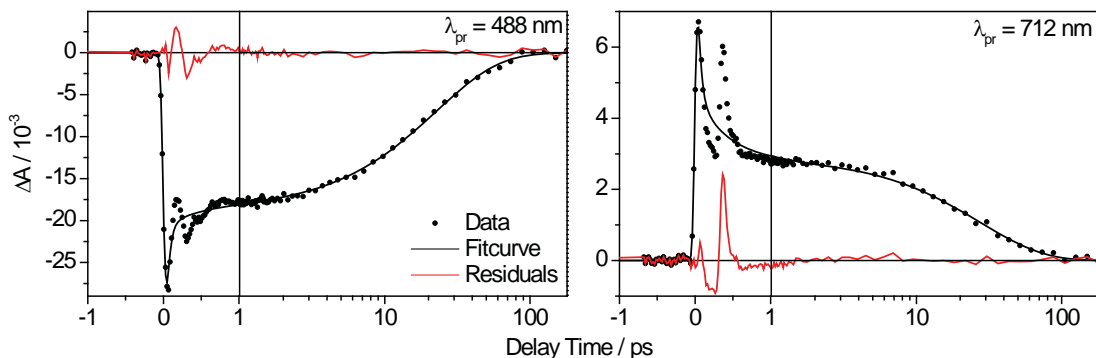 λpr = 488 nm
0
-5
-10
-15
-20
-25
ΔA / 10⁻³
Data
Fitcurve
Residuals
-1 0 1 10 100
λpr = 712 nm
6
4
2
0
-1 0 1 10 100
Delay Time / ps